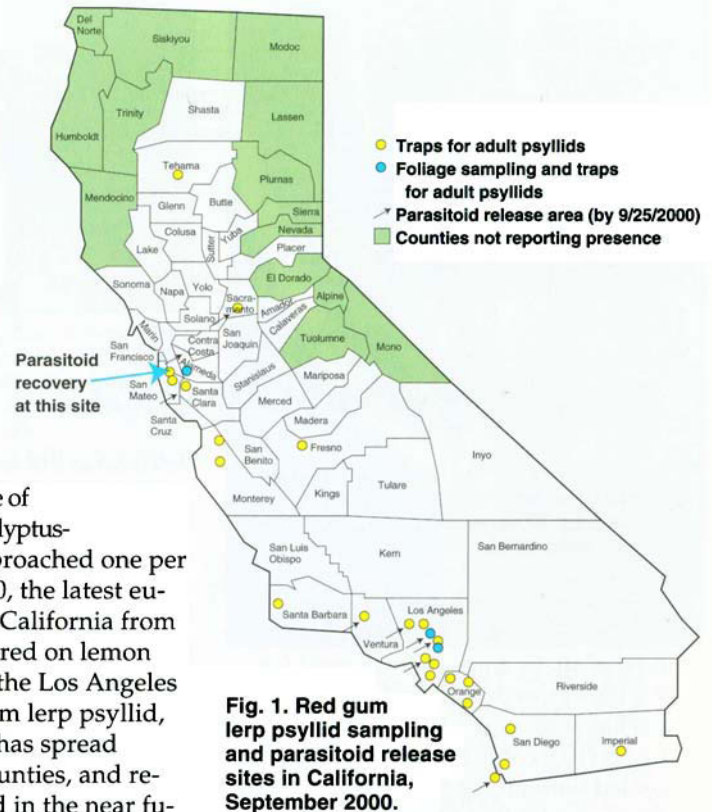 Del
Norte
Siskiyou
Modoc
Humboldt
Trinity
Shasta
Lassen
Tehama
Plumas
Mendocino
Glenn
Butte
Sierra
Colusa
Sutter
Yuba
Nevada
Placer
Lake
El Dorado
Sonoma
Napa
Yolo
Sacra-
mento
Amador
Alpine
Solano
Calaveras
Marin
San
Francisco
Contra
Costa
San
Joaquin
Tuolumne
Mono
Alameda
San
Mateo
Santa
Clara
Stanislaus
Mariposa
Merced
Santa
Cruz
Madera
San
Benito
Fresno
Inyo
Monterey
Kings
Tulare
San Luis
Obispo
Kern
San Bernardino
Santa Barbara
Ventura
Los Angeles
Orange
Riverside
San Diego
Imperial
Traps for adult psyllids
Foliage sampling and traps
for adult psyllids
Parasitoid release area (by 9/25/2000)
Counties not reporting presence
Parasitoid
recovery
at this site
e of
lyptus-
proached one per
0, the latest eu-
California from
red on lemon
the Los Angeles
m lerp psyllid,
has spread
unties, and re-
d in the near fu-
Fig. 1. Red gum
lerp psyllid sampling
and parasitoid release
sites in California,
September 2000.